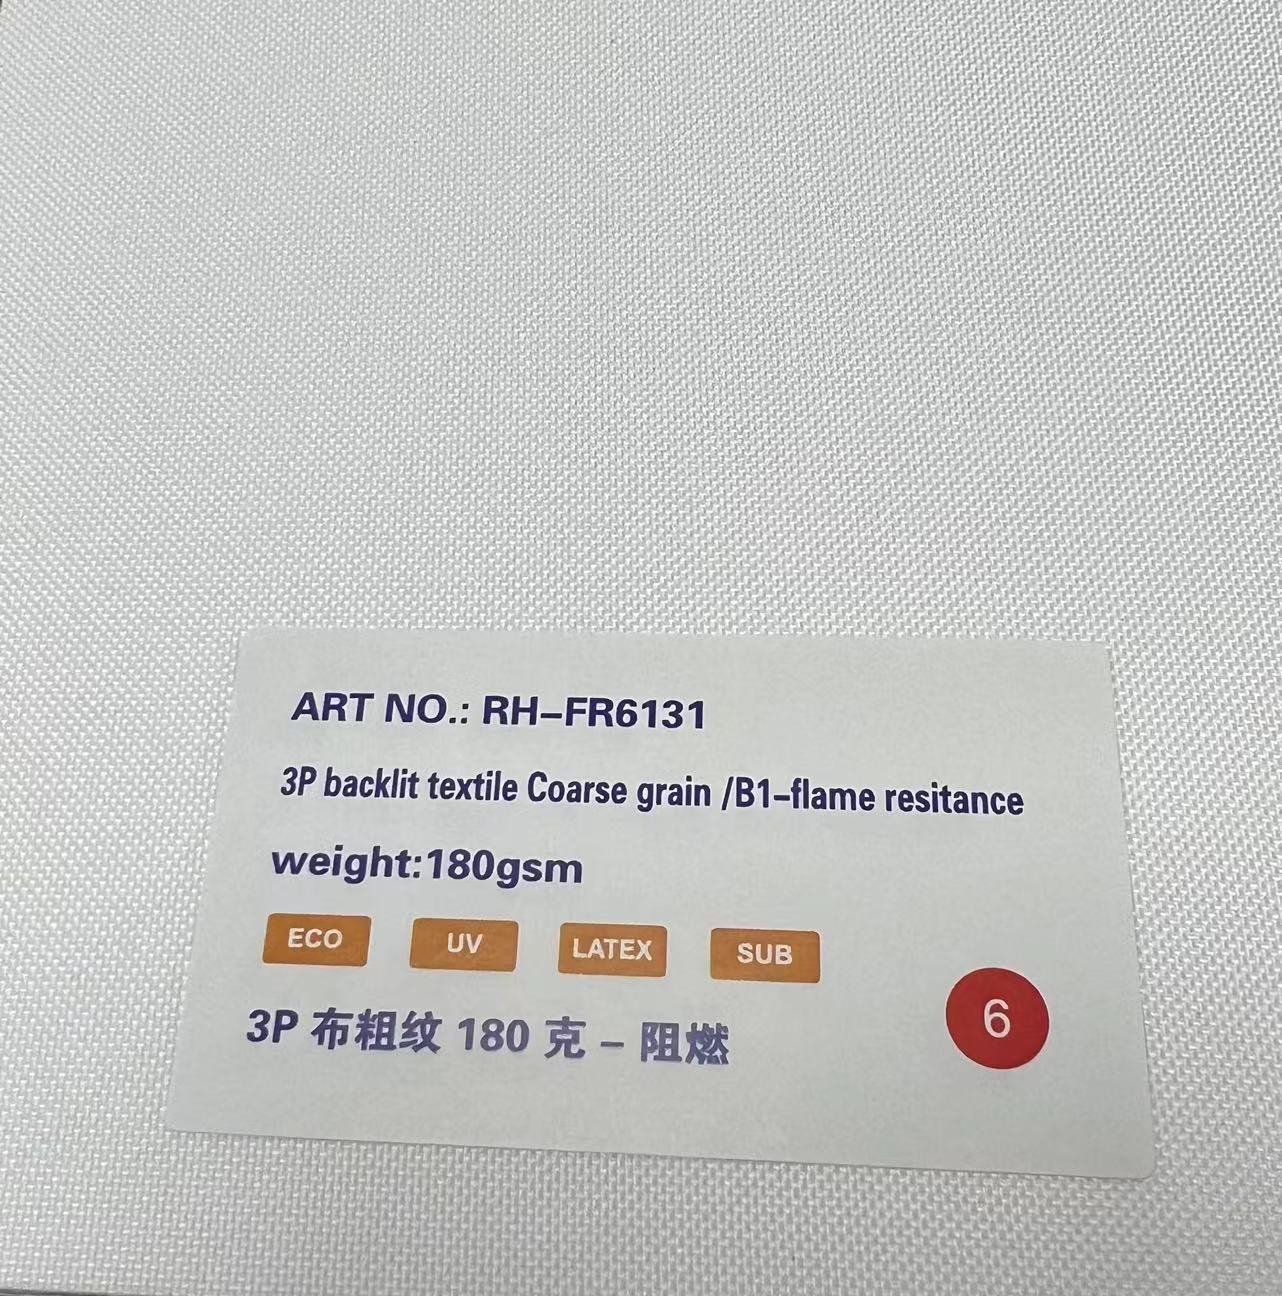 ART NO.: RH-FR6131
3P backlit textile Coarse grain /B1-flame resitance
weight:180gsm
ECO UV LATEX SUB
3P 布粗纹 180 克 - 阻燃
6